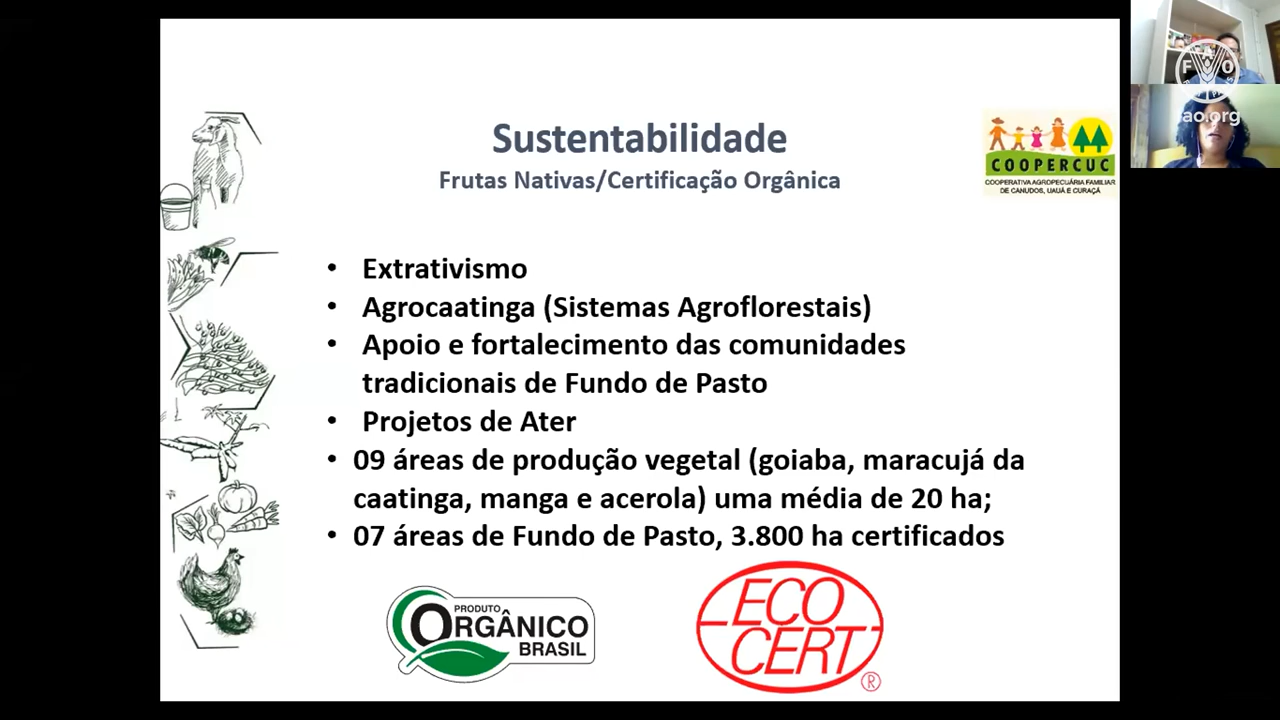 Sustentabilidade
Frutas Nativas/Certificação Orgânica
COOPERCUC
COOPERATIVA AGROPECUÁRIA FAMILIAR
DE CANUDOS, UAUÁ E CURAÇÁ
• Extrativismo
• Agrocaatinga (Sistemas Agroflorestais)
• Apoio e fortalecimento das comunidades
tradicionais de Fundo de Pasto
• Projetos de Ater
• 09 áreas de produção vegetal (goiaba, maracujá da
caatinga, manga e acerola) uma média de 20 ha;
• 07 áreas de Fundo de Pasto, 3.800 ha certificados
PRODUTO
ORGÂNICO
BRASIL
ECO
CERT
®
FAO
fao.org